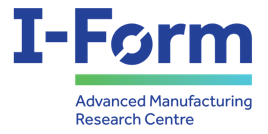 I-Form
Advanced Manufacturing
Research Centre